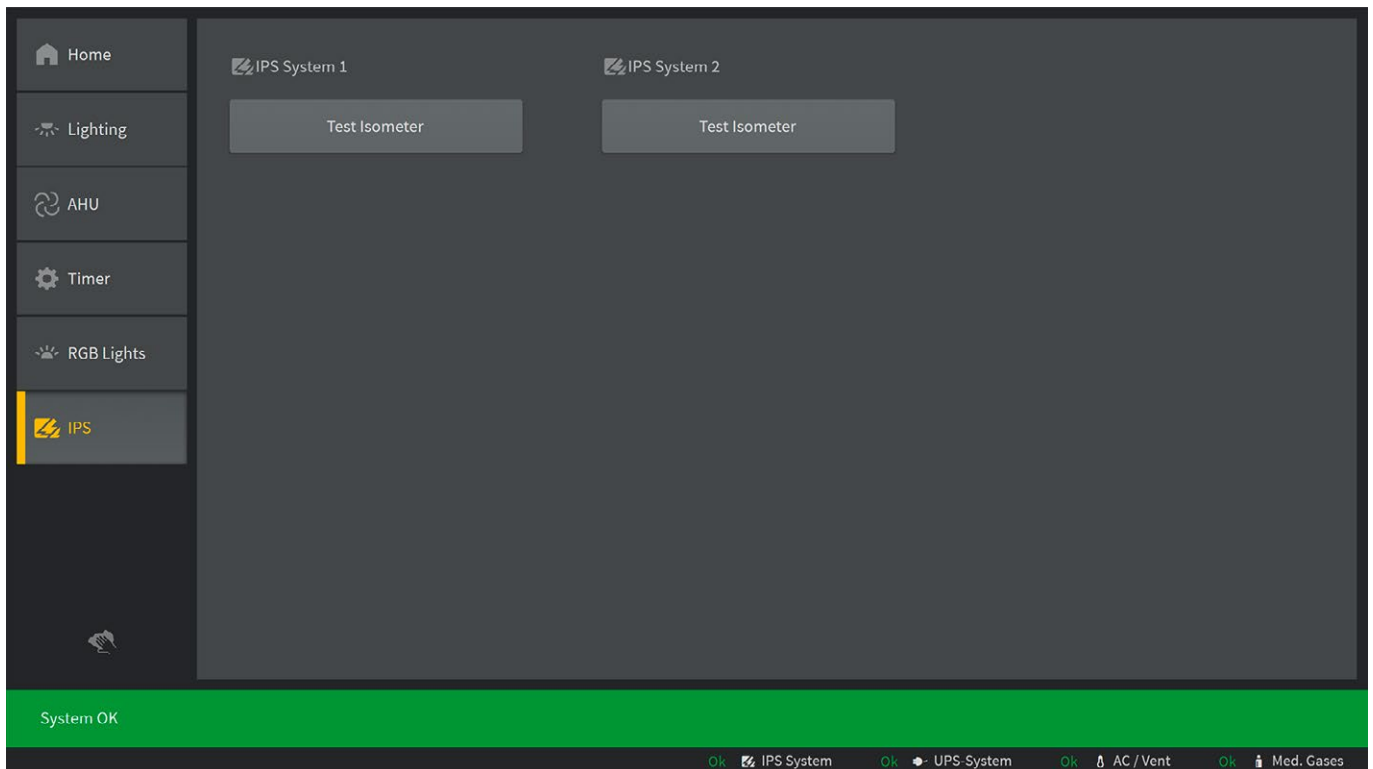 Home
Lighting
AHU
Timer
RGB Lights
IPS
IPS System 1
Test Isometer
IPS System 2
Test Isometer
System OK
Ok IPS System Ok UPS-System Ok AC / Vent Ok Med. Gases